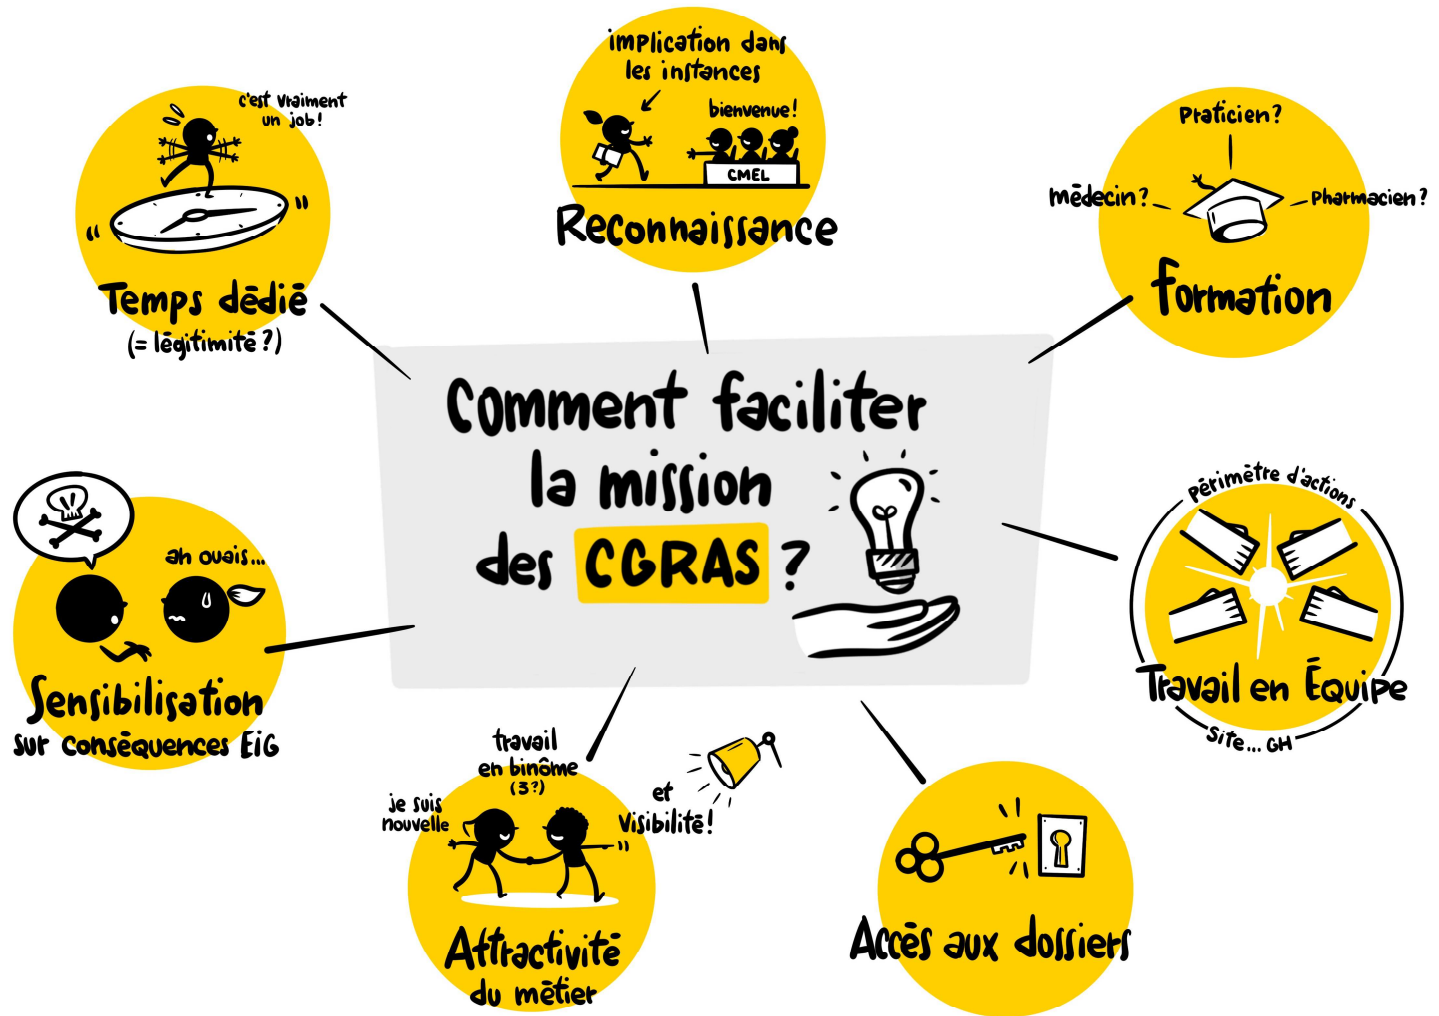 Comment faciliter
la mission
des CGRAS ?
c'est vraiment
un job!
Temps dédié
(= légitimité ?)
implication dans
les instances
bienvenue!
CMEL
Reconnaissance
Praticien?
médecin?
Pharmacien?
formation
périmètre d'actions
Travail en Équipe
Site... GH
Accès aux dossiers
travail
en binôme
(3?)
je suis
nouvelle
et
Visibilité!
Attractivité
du métier
ah ouais...
Sensibilisation
sur conséquences EiG